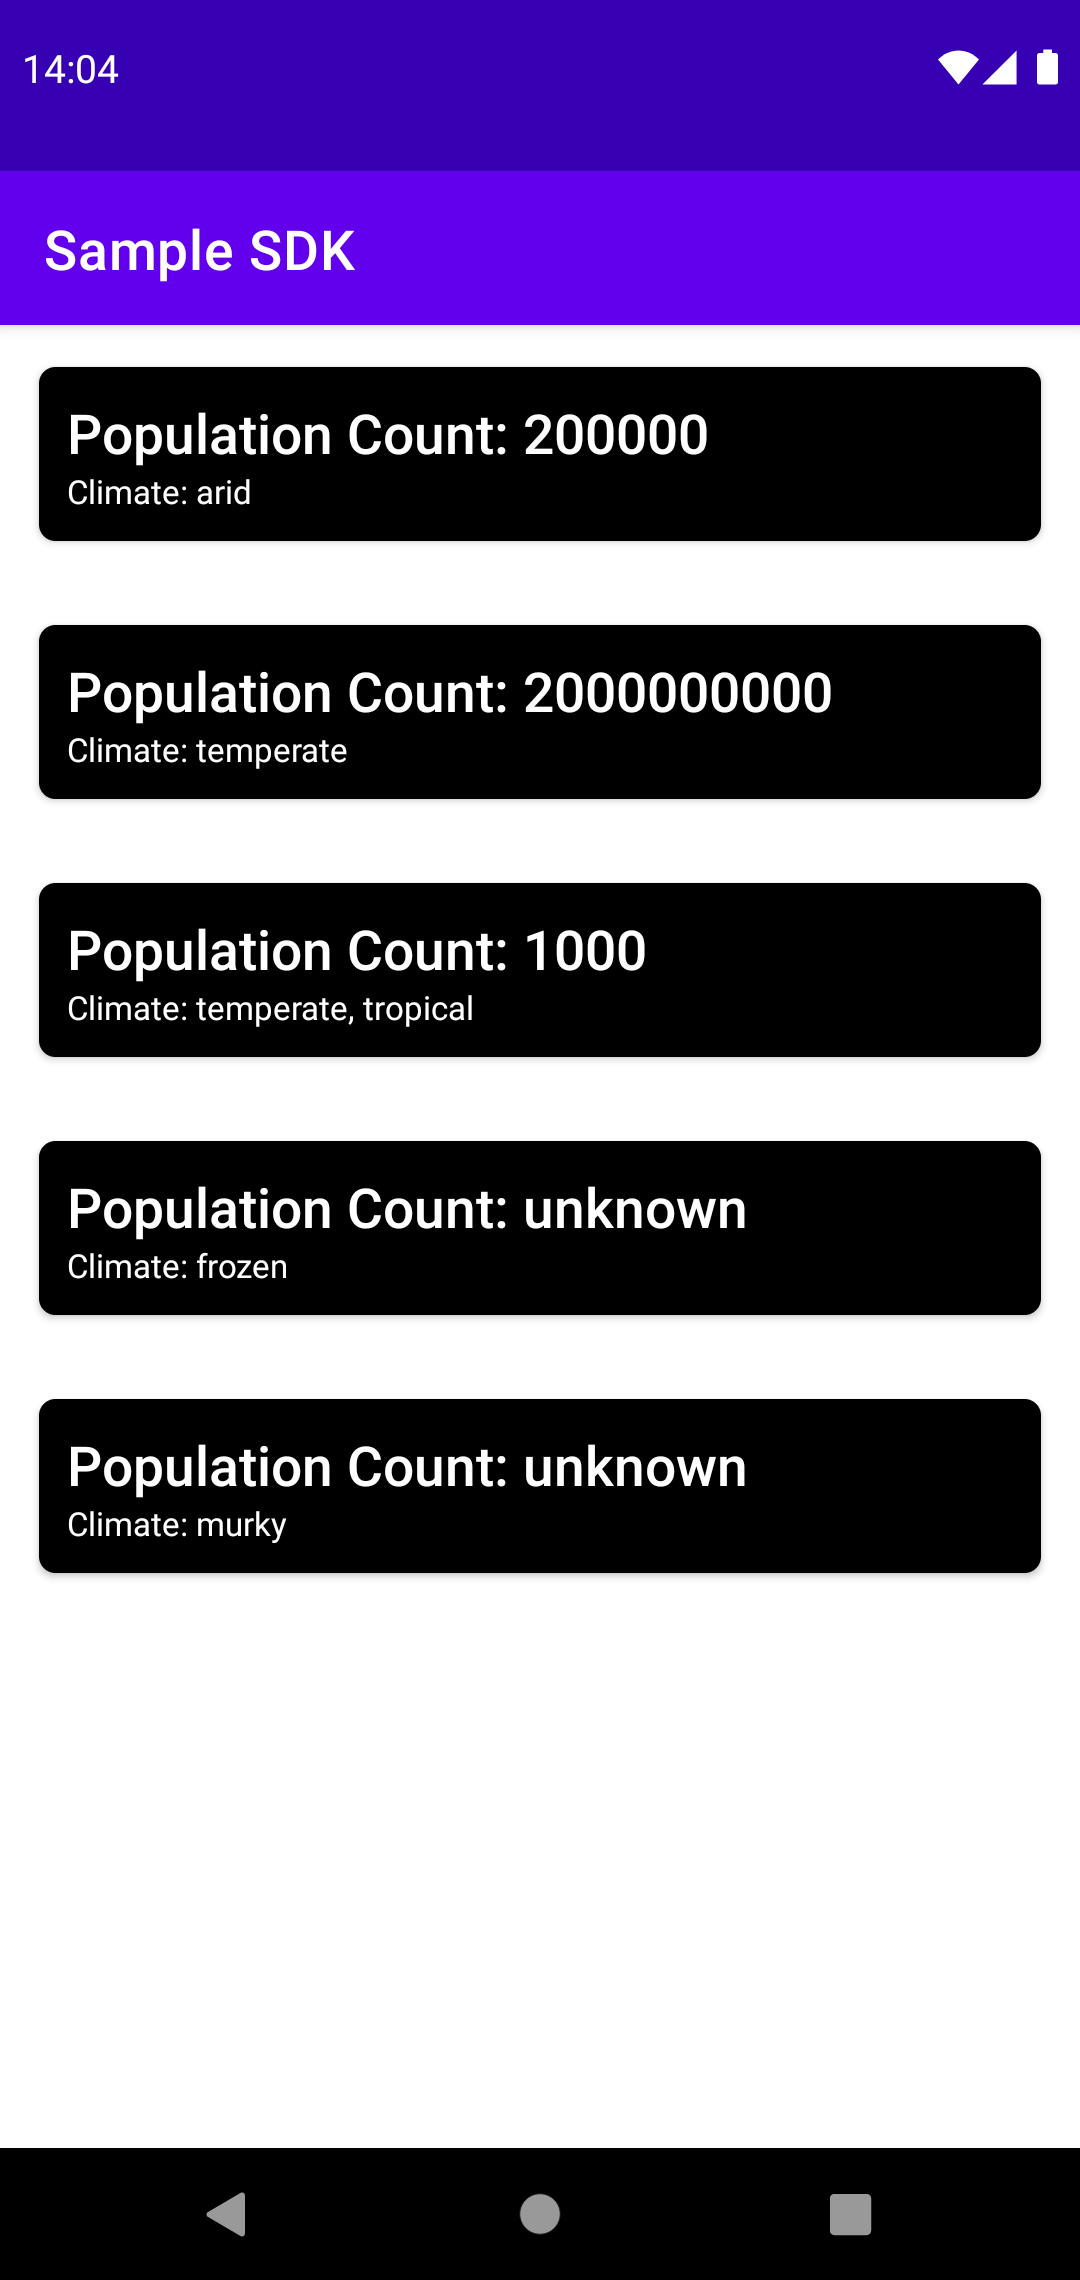 14:04
Sample SDK
Population Count: 200000
Climate: arid
Population Count: 2000000000
Climate: temperate
Population Count: 1000
Climate: temperate, tropical
Population Count: unknown
Climate: frozen
Population Count: unknown
Climate: murky